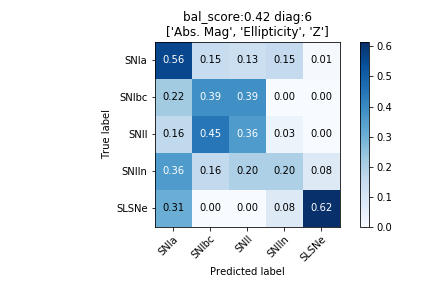 bal_score:0.42 diag:6
['Abs. Mag', 'Ellipticity', 'Z']
True label
SNIa 0.56 0.15 0.13 0.15 0.01
SNIbc 0.22 0.39 0.39 0.00 0.00
SNII 0.16 0.45 0.36 0.03 0.00
SNIIn 0.36 0.16 0.20 0.20 0.08
SLSNe 0.31 0.00 0.00 0.08 0.62
SNIa SNIbc SNII SNIIn SLSNe
Predicted label
0.6
0.5
0.4
0.3
0.2
0.1
0.0